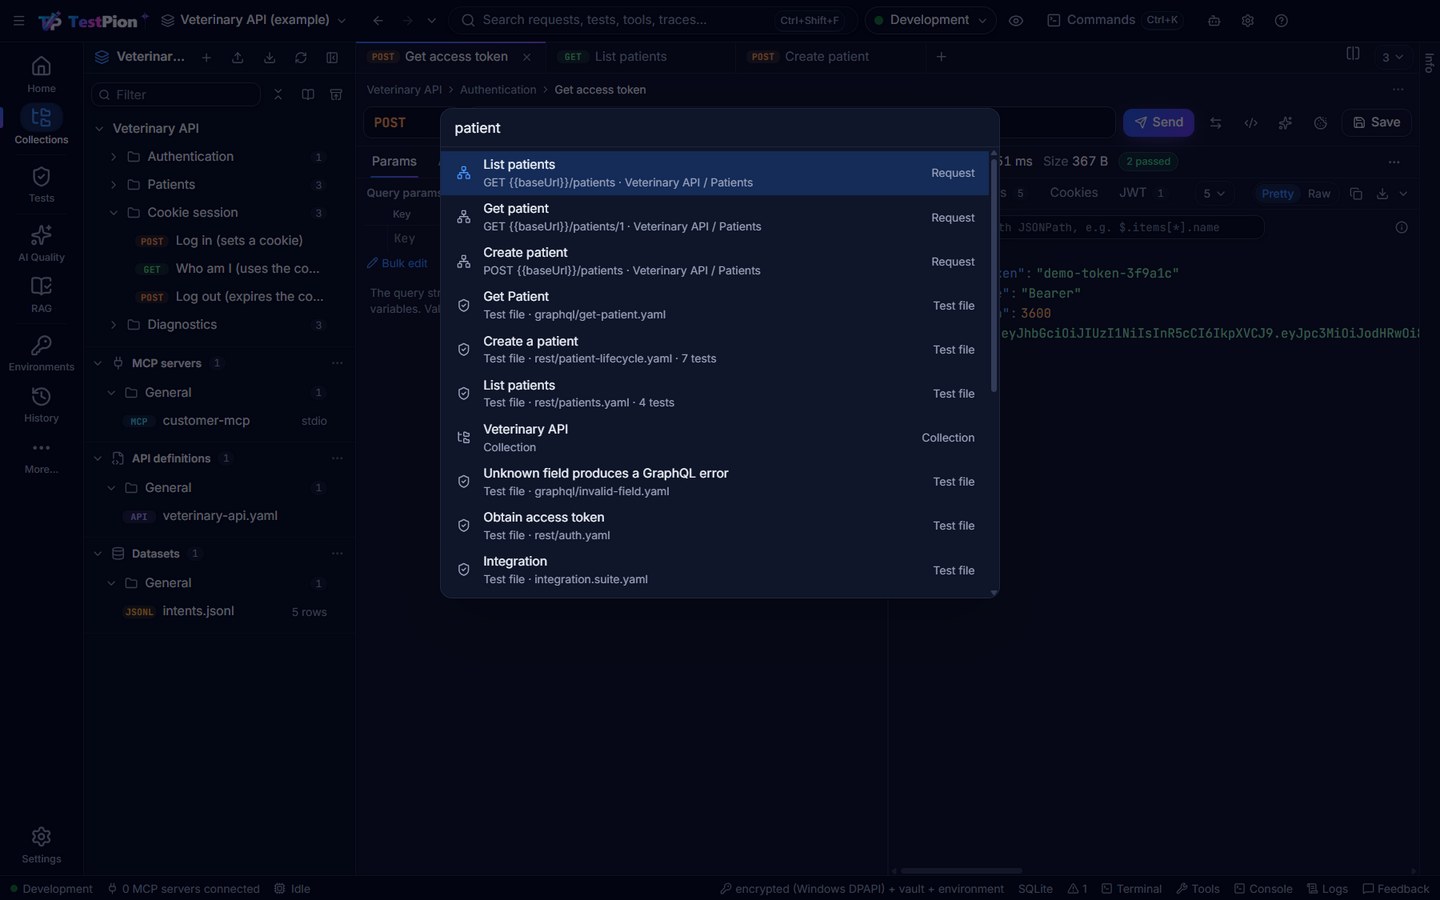 TestPion
Veterinary API (example)
Search requests, tests, tools, traces...
Ctrl+Shift+F
Development
Commands
Ctrl+K
Home
Collections
Tests
AI Quality
RAG
Environments
History
More...
Settings
Veterinar...
Filter
Veterinary API
Authentication 1
Patients 3
Cookie session 3
POST Log in (sets a cookie)
GET Who am I (uses the co...
POST Log out (expires the co...
Diagnostics 3
MCP servers 1
General 1
MCP customer-mcp stdio
API definitions 1
General 1
API veterinary-api.yaml
Datasets 1
General 1
JSONL intents.jsonl 5 rows
POST Get access token
GET List patients
POST Create patient
3
Info
Veterinary API > Authentication > Get access token
POST
Send
Save
Params
Query params
Key
Key
Bulk edit
The query str
variables. Val
patient
List patients
GET {{baseUrl}}/patients · Veterinary API / Patients
Request
Get patient
GET {{baseUrl}}/patients/1 · Veterinary API / Patients
Request
Create patient
POST {{baseUrl}}/patients · Veterinary API / Patients
Request
Get Patient
Test file · graphql/get-patient.yaml
Test file
Create a patient
Test file · rest/patient-lifecycle.yaml · 7 tests
Test file
List patients
Test file · rest/patients.yaml · 4 tests
Test file
Veterinary API
Collection
Collection
Unknown field produces a GraphQL error
Test file · graphql/invalid-field.yaml
Test file
Obtain access token
Test file · rest/auth.yaml
Test file
Integration
Test file · integration.suite.yaml
Test file
51 ms Size 367 B 2 passed
s 5 Cookies JWT 1 5 Pretty Raw
th JSONPath, e.g. $.items[*].name
ken": "demo-token-3f9a1c"
e": "Bearer"
": 3600
eyJhbGciOiJIUzI1NiIsInR5cCI6IkpXVCJ9.eyJpc3MiOiJodHRwOi8
Development
0 MCP servers connected
Idle
encrypted (Windows DPAPI) + vault + environment
SQLite
1
Terminal
Tools
Console
Logs
Feedback